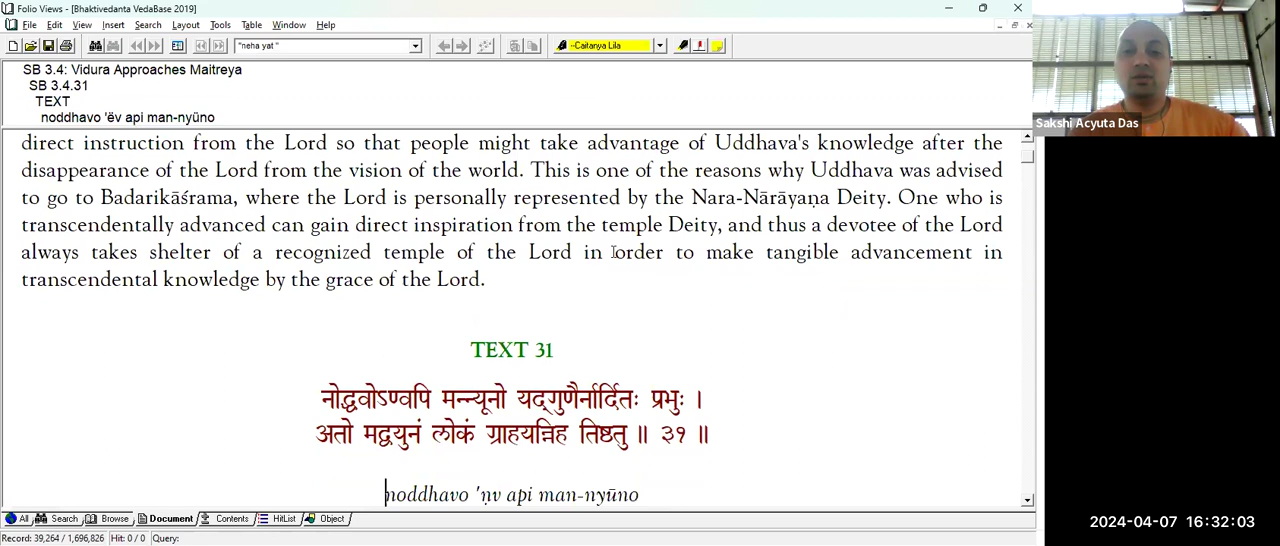 Folio Views - [Bhaktivedanta VedaBase 2019]
File Edit View Insert Search Layout Tools Table Window Help
"neha yat "
--Caitanya Lila
SB 3.4: Vidura Approaches Maitreya
SB 3.4.31
TEXT
noddhavo 'ëv api man-nyüno
direct instruction from the Lord so that people might take advantage of Uddhava's knowledge after the
disappearance of the Lord from the vision of the world. This is one of the reasons why Uddhava was advised
to go to Badarikāśrama, where the Lord is personally represented by the Nara-Nārāyaṇa Deity. One who is
transcendentally advanced can gain direct inspiration from the temple Deity, and thus a devotee of the Lord
always takes shelter of a recognized temple of the Lord in order to make tangible advancement in
transcendental knowledge by the grace of the Lord.
TEXT 31
नोद्धवोऽण्वपि मन्न्यूनो यद्गुणैर्नार्दितः प्रभुः ।
अतो मद्वयुनं लोकं ग्राहयन्निह तिष्ठतु ॥ ३१ ॥
noddhavo 'ṇv api man-nyūno
All Search Browse Document Contents HitList Object
Record: 39,264 / 1,696,826 Hit: 0 / 0 Query:
Sakshi Acyuta Das
2024-04-07 16:32:03